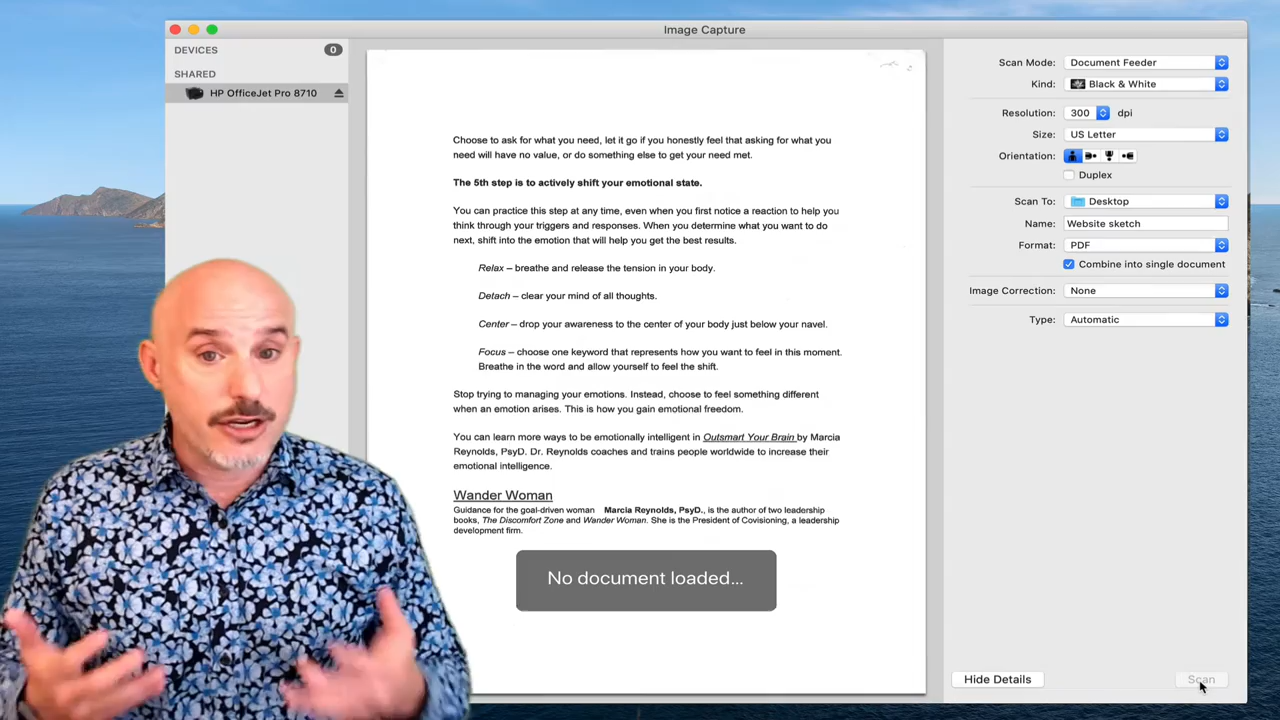 Image Capture
DEVICES
0
SHARED
HP OfficeJet Pro 8710
Choose to ask for what you need, let it go if you honestly feel that asking for what you
need will have no value, or do something else to get your need met.
The 5th step is to actively shift your emotional state.
You can practice this step at any time, even when you first notice a reaction to help you
think through your triggers and responses. When you determine what you want to do
next, shift into the emotion that will help you get the best results.
Relax – breathe and release the tension in your body.
Detach – clear your mind of all thoughts.
Center – drop your awareness to the center of your body just below your navel.
Focus – choose one keyword that represents how you want to feel in this moment.
Breathe in the word and allow yourself to feel the shift.
Stop trying to managing your emotions. Instead, choose to feel something different
when an emotion arises. This is how you gain emotional freedom.
You can learn more ways to be emotionally intelligent in Outsmart Your Brain by Marcia
Reynolds, PsyD. Dr. Reynolds coaches and trains people worldwide to increase their
emotional intelligence.
Wander Woman
Guidance for the goal-driven woman Marcia Reynolds, PsyD., is the author of two leadership
books, The Discomfort Zone and Wander Woman. She is the President of Covisioning, a leadership
development firm.
No document loaded...
Scan Mode: Document Feeder
Kind: Black & White
Resolution: 300 dpi
Size: US Letter
Orientation:
Duplex
Scan To: Desktop
Name: Website sketch
Format: PDF
Combine into single document
Image Correction: None
Type: Automatic
Hide Details
Scan